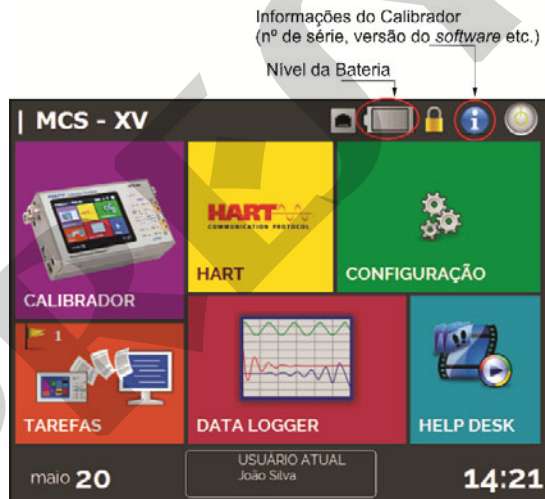 Informações do Calibrador
(nº de série, versão do software etc.)
Nível da Bateria
| MCS - XV
HART
COMMUNICATION PROTOCOL
HART
CONFIGURAÇÃO
CALIBRADOR
1
TAREFAS
DATA LOGGER
HELP DESK
maio 20
USUÁRIO ATUAL
João Silva
14:21